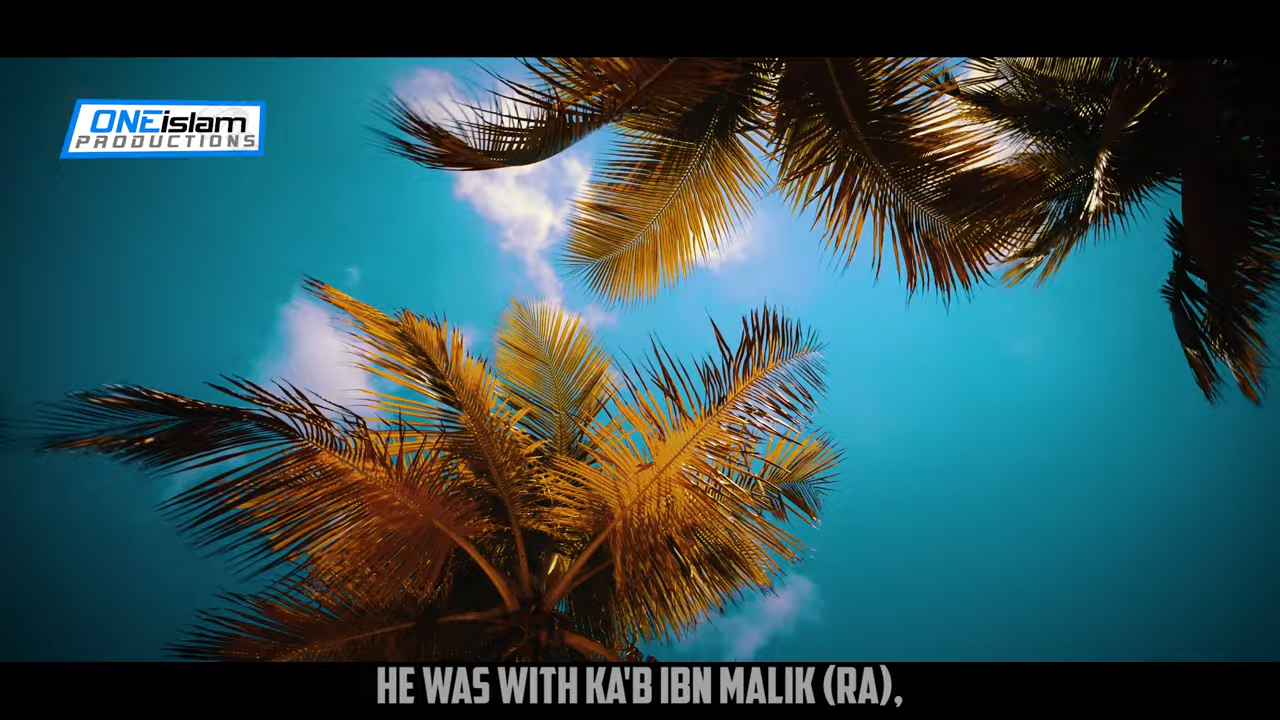 ONEislam
PRODUCTIONS
HE WAS WITH KA'B IBN MALIK (RA),